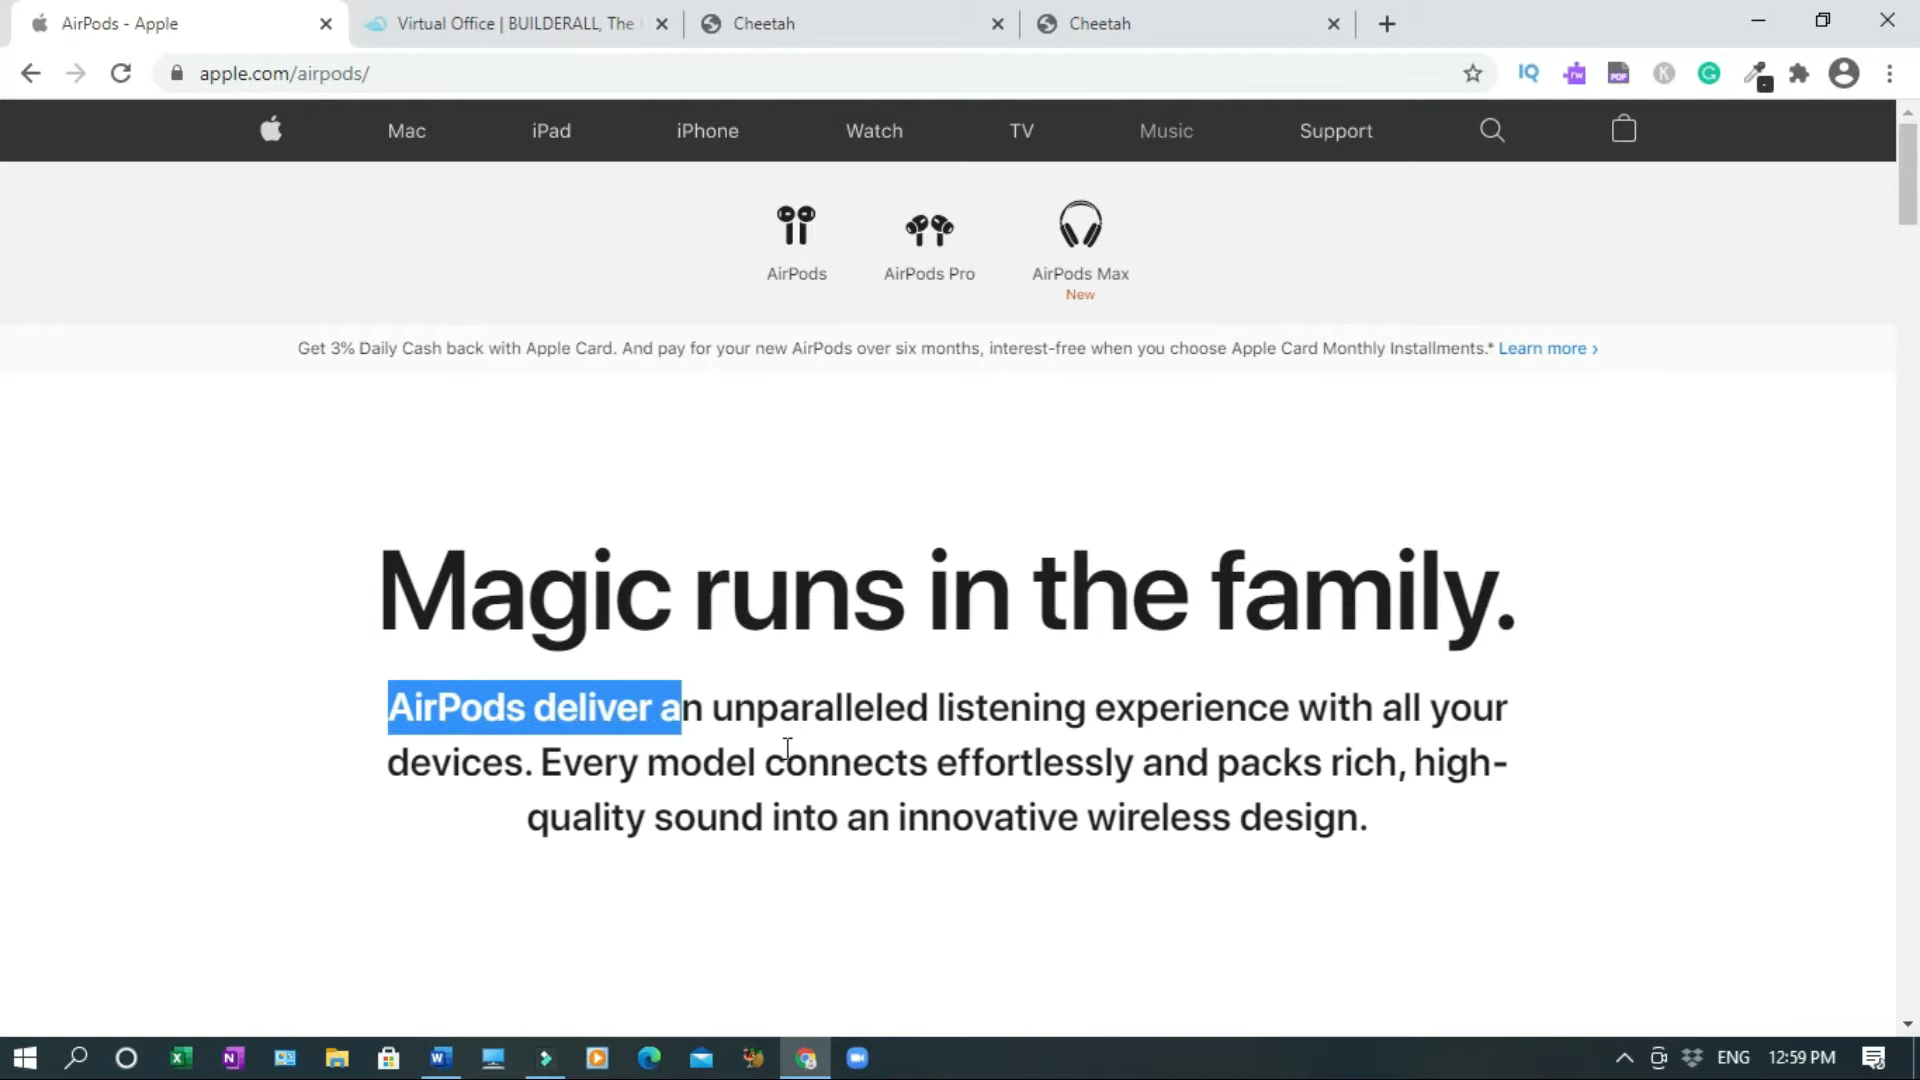 AirPods - Apple
Virtual Office | BUILDERALL, The
Cheetah
Cheetah
apple.com/airpods/
IQ
rw
PDF
K
G
Mac
iPad
iPhone
Watch
TV
Music
Support
AirPods
AirPods Pro
AirPods Max
New
Get 3% Daily Cash back with Apple Card. And pay for your new AirPods over six months, interest-free when you choose Apple Card Monthly Installments.* Learn more ›
Magic runs in the family.
AirPods deliver an unparalleled listening experience with all your
devices. Every model connects effortlessly and packs rich, high-
quality sound into an innovative wireless design.
ENG
12:59 PM